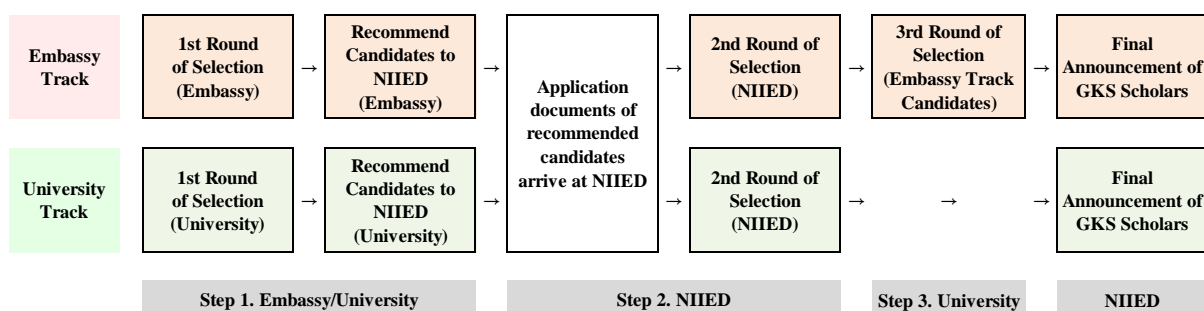 Embassy
Track
1st Round
of Selection
(Embassy)
→
Recommend
Candidates to
NIIED
(Embassy)
→
Application
documents of
recommended
candidates
arrive at NIIED
→
2nd Round of
Selection
(NIIED)
→
3rd Round of
Selection
(Embassy Track
Candidates)
→
Final
Announcement of
GKS Scholars
University
Track
1st Round
of Selection
(University)
→
Recommend
Candidates to
NIIED
(University)
→
→
2nd Round of
Selection
(NIIED)
→
→
→
Final
Announcement of
GKS Scholars
Step 1. Embassy/University
Step 2. NIIED
Step 3. University
NIIED